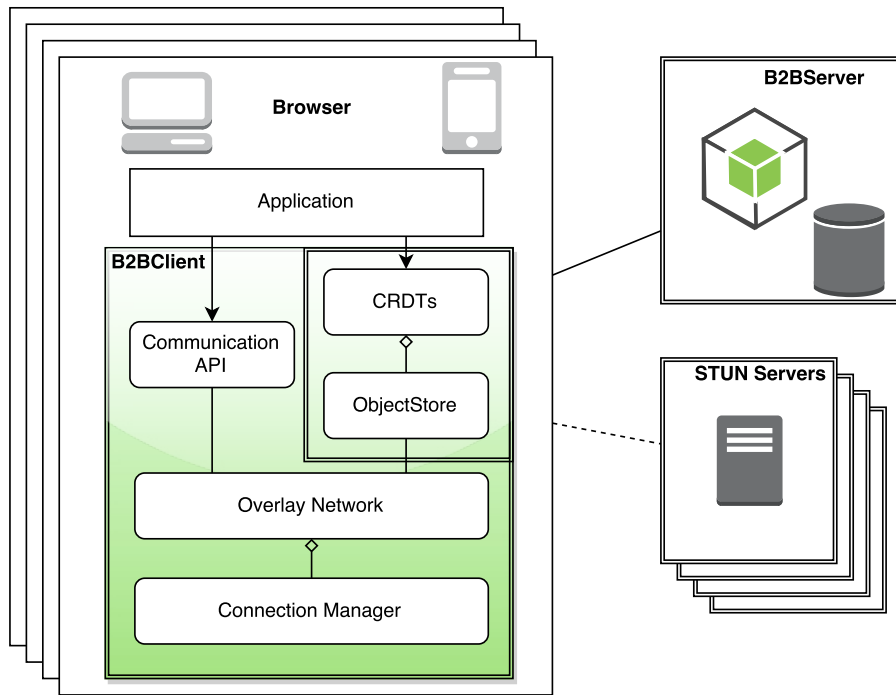 Browser
Application
B2BClient
CRDTs
Communication
API
ObjectStore
Overlay Network
Connection Manager
B2BServer
STUN Servers